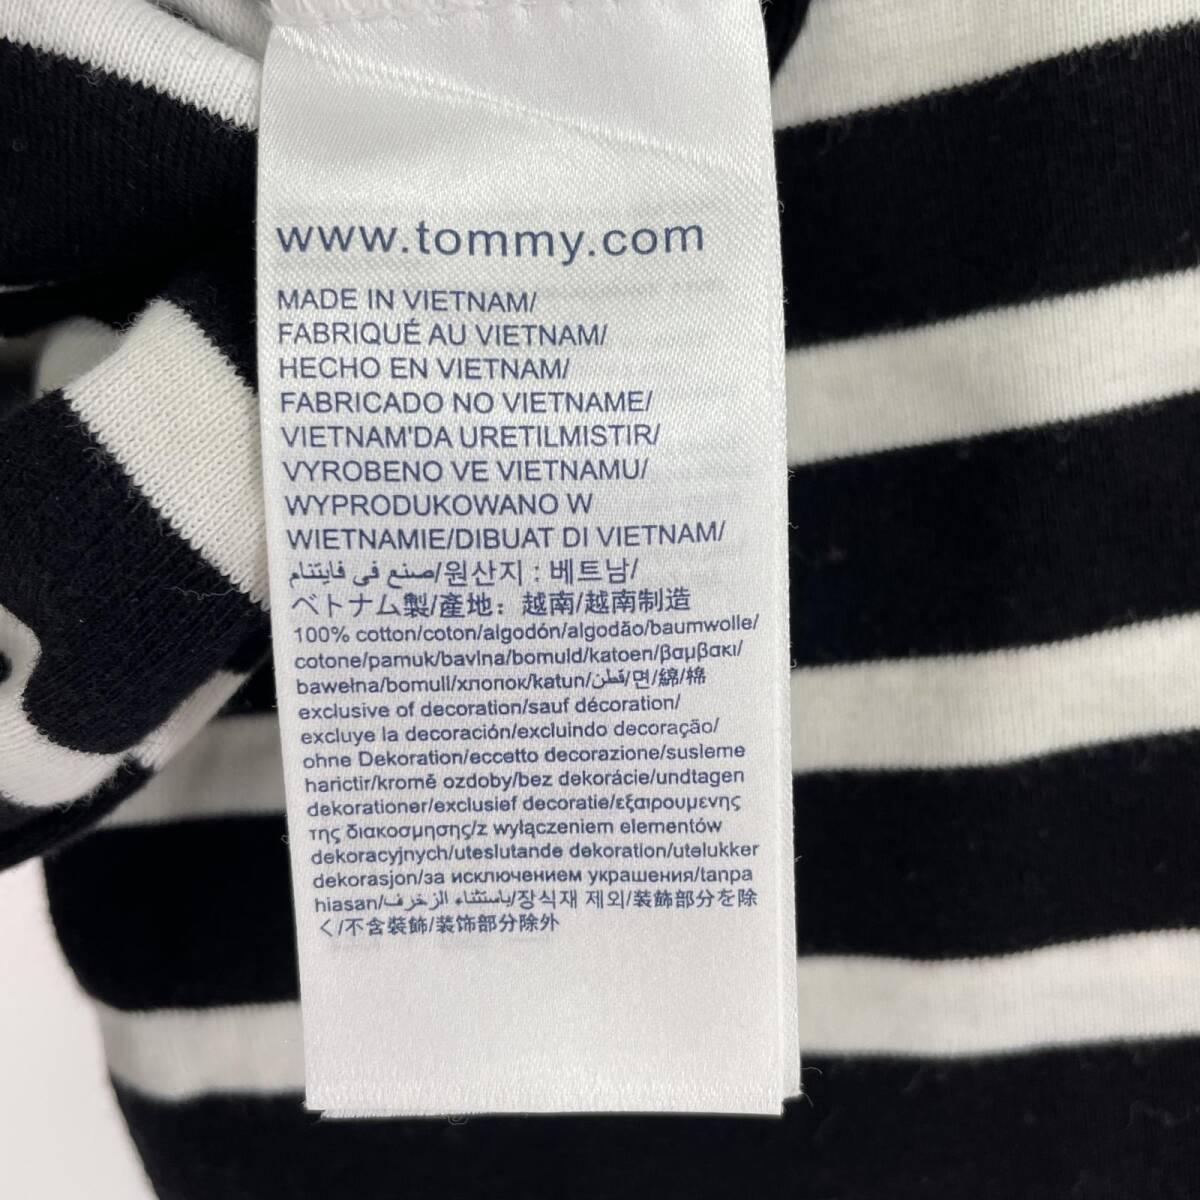 www.tommy.com
MADE IN VIETNAM/
FABRIQUÉ AU VIETNAM/
HECHO EN VIETNAM/
FABRICADO NO VIETNAME/
VIETNAM'DA URETILMISTIR/
VYROBENO VE VIETNAMU/
WYPRODUKOWANO W
WIETNAMIE/DIBUAT DI VIETNAM/
صنع في فايتنام/원산지 : 베트남/
ベトナム製/產地：越南/越南制造
100% cotton/coton/algodón/algodão/baumwolle/
cotone/pamuk/bavlna/bomuld/katoen/βαμβακι/
bawełna/bomull/хлопок/katun/قطن/면/綿/棉
exclusive of decoration/sauf décoration/
excluye la decoración/excluindo decoração/
ohne Dekoration/eccetto decorazione/susleme
harictir/kromě ozdoby/bez dekorácie/undtagen
dekorationer/exclusief decoratie/εξαιρουμενης
της διακοσμησης/z wyłączeniem elementów
dekoracyjnych/uteslutande dekoration/utelukker
dekorasjon/за исключением украшения/tanpa
hiasan/باستثناء الزخرف/장식재 제외/装飾部分を除
く/不含裝飾/装饰部分除外